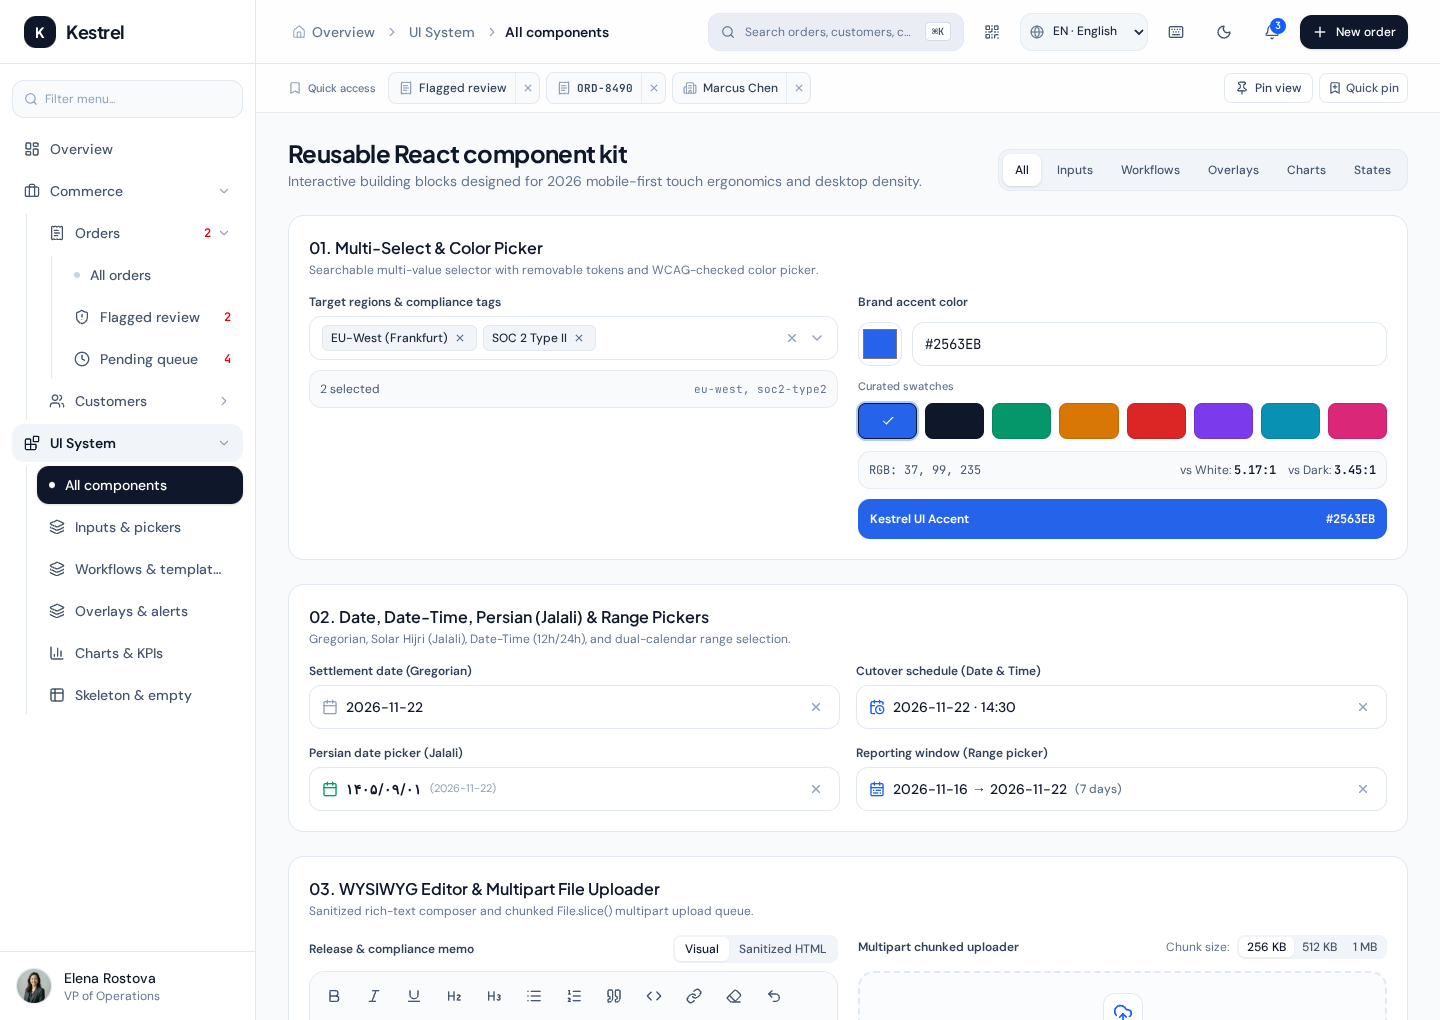 K Kestrel
Overview
UI System
All components
Search orders, customers, c...
⌘K
EN · English
3
New order
Filter menu...
Quick access
Flagged review
ORD-8490
Marcus Chen
Pin view
Quick pin
Overview
Commerce
Orders 2
All orders
Flagged review 2
Pending queue 4
Customers
UI System
All components
Inputs & pickers
Workflows & templat...
Overlays & alerts
Charts & KPIs
Skeleton & empty
Elena Rostova
VP of Operations
Reusable React component kit
Interactive building blocks designed for 2026 mobile-first touch ergonomics and desktop density.
All Inputs Workflows Overlays Charts States
01. Multi-Select & Color Picker
Searchable multi-value selector with removable tokens and WCAG-checked color picker.
Target regions & compliance tags
EU-West (Frankfurt) SOC 2 Type II
2 selected eu-west, soc2-type2
Brand accent color
#2563EB
Curated swatches
RGB: 37, 99, 235 vs White: 5.17:1 vs Dark: 3.45:1
Kestrel UI Accent #2563EB
02. Date, Date-Time, Persian (Jalali) & Range Pickers
Gregorian, Solar Hijri (Jalali), Date-Time (12h/24h), and dual-calendar range selection.
Settlement date (Gregorian)
2026-11-22
Cutover schedule (Date & Time)
2026-11-22 · 14:30
Persian date picker (Jalali)
۱۴۰۵/۰۹/۰۱ (2026-11-22)
Reporting window (Range picker)
2026-11-16 → 2026-11-22 (7 days)
03. WYSIWYG Editor & Multipart File Uploader
Sanitized rich-text composer and chunked File.slice() multipart upload queue.
Release & compliance memo
Visual Sanitized HTML
B I U H2 H3
Multipart chunked uploader
Chunk size: 256 KB 512 KB 1 MB